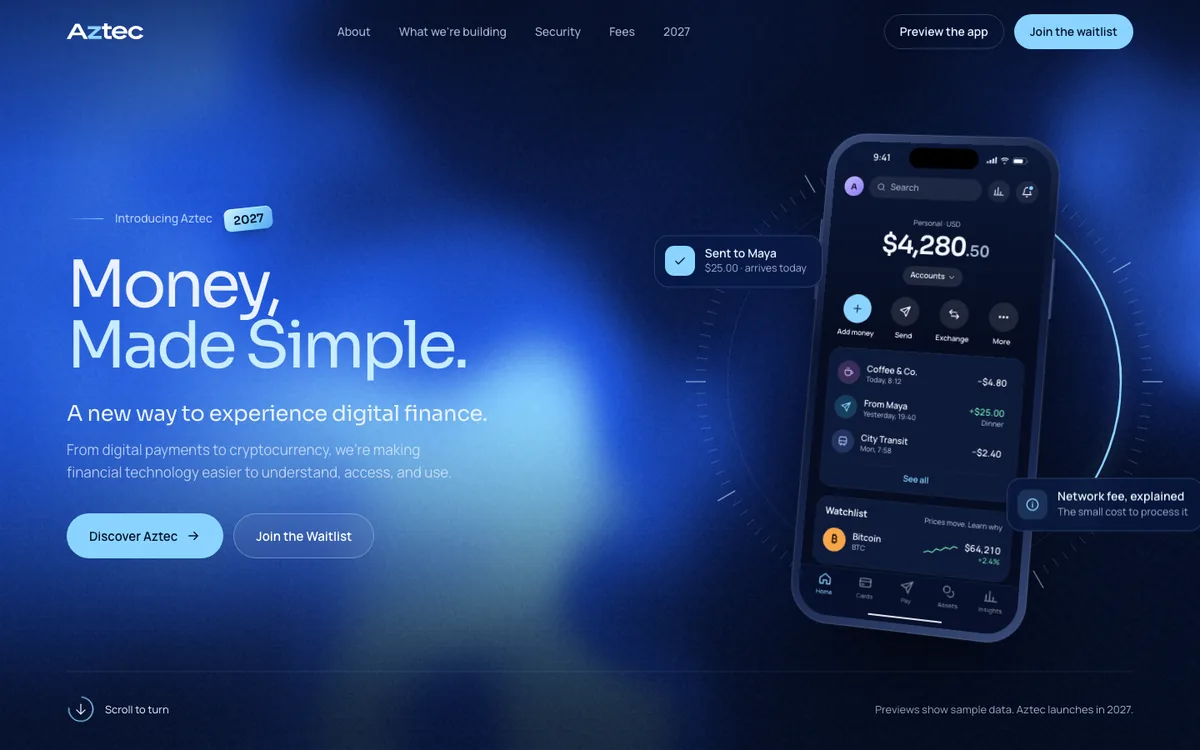 Aztec
About
What we're building
Security
Fees
2027
Preview the app
Join the waitlist
Introducing Aztec
2027
Money,
Made Simple.
A new way to experience digital finance.
From digital payments to cryptocurrency, we're making
financial technology easier to understand, access, and use.
Discover Aztec
Join the Waitlist
Sent to Maya
$25.00 · arrives today
9:41
A
Search
Personal · USD
$4,280.50
Accounts
Add money
Send
Exchange
More
Coffee & Co.
Today, 8:12
-$4.80
From Maya
Yesterday, 19:40
+$25.00
Dinner
City Transit
Mon, 7:58
-$2.40
See all
Watchlist
Prices move. Learn why
Bitcoin
BTC
$64,210
+2.4%
Home
Cards
Pay
Assets
Insights
Network fee, explained
The small cost to process it
Scroll to turn
Previews show sample data. Aztec launches in 2027.